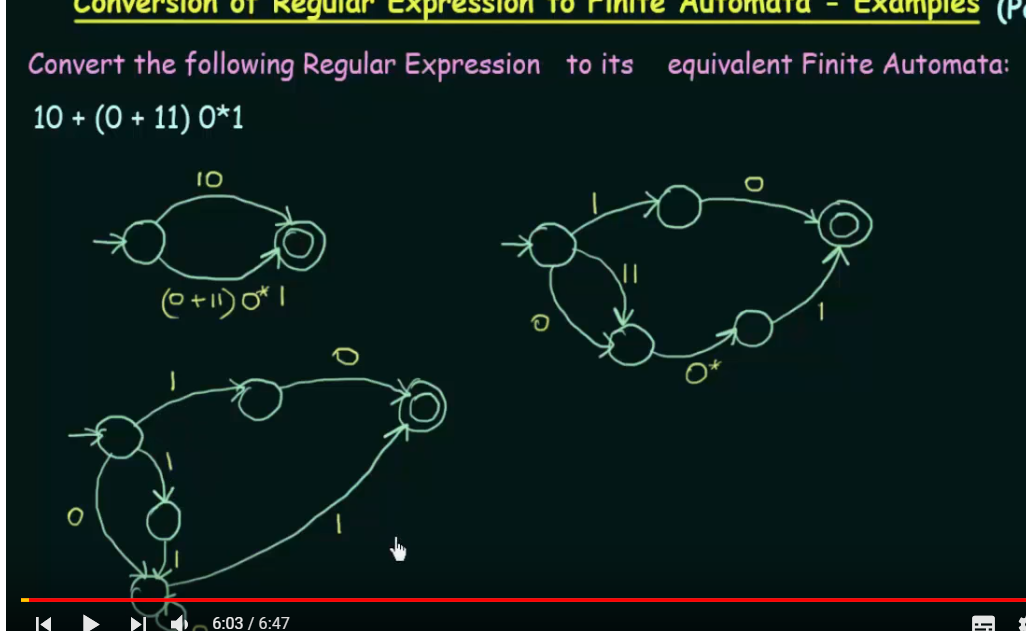 Conversion of Regular Expression to Finite Automata - Examples (P
Convert the following Regular Expression to its equivalent Finite Automata:
10 + (0 + 11) 0*1
10
(0+11) 0* 1
1
0
11
0
1
0*
0
1
1
0
1
1
0
6:03 / 6:47